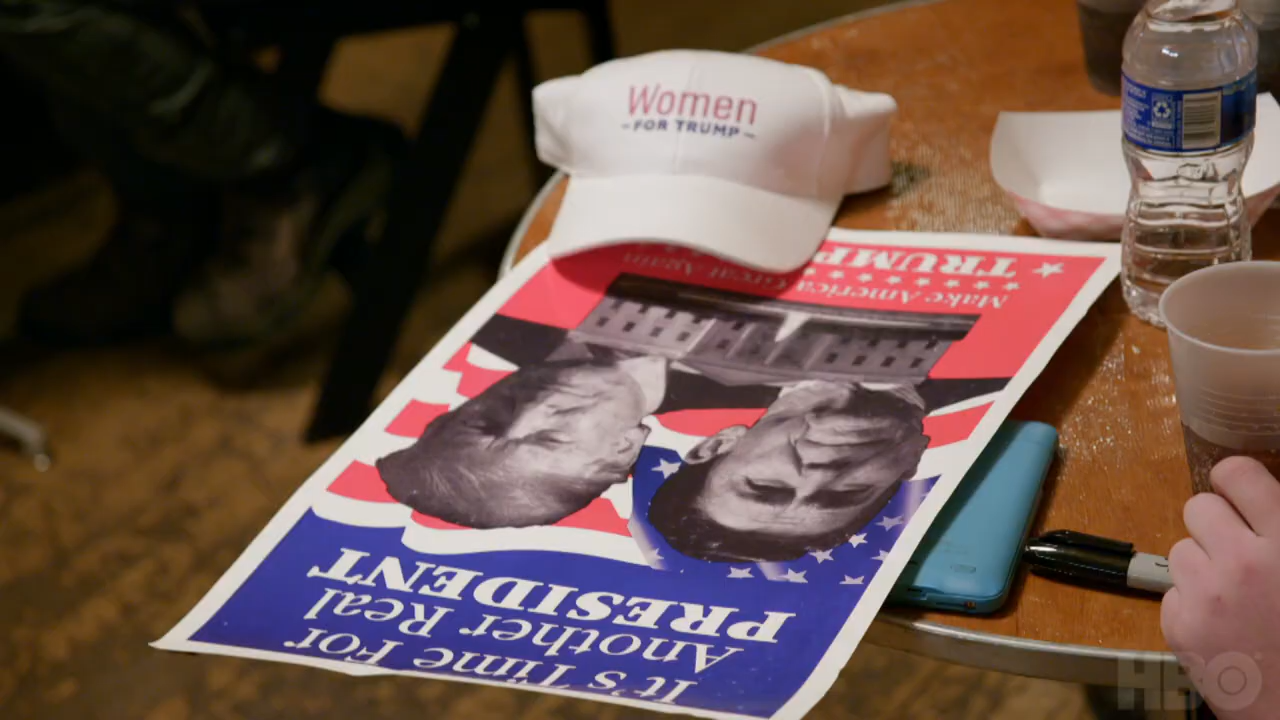 Women
FOR TRUMP
It's Time For
Another Real
PRESIDENT
Make America Great Again
TRUMP
HBO